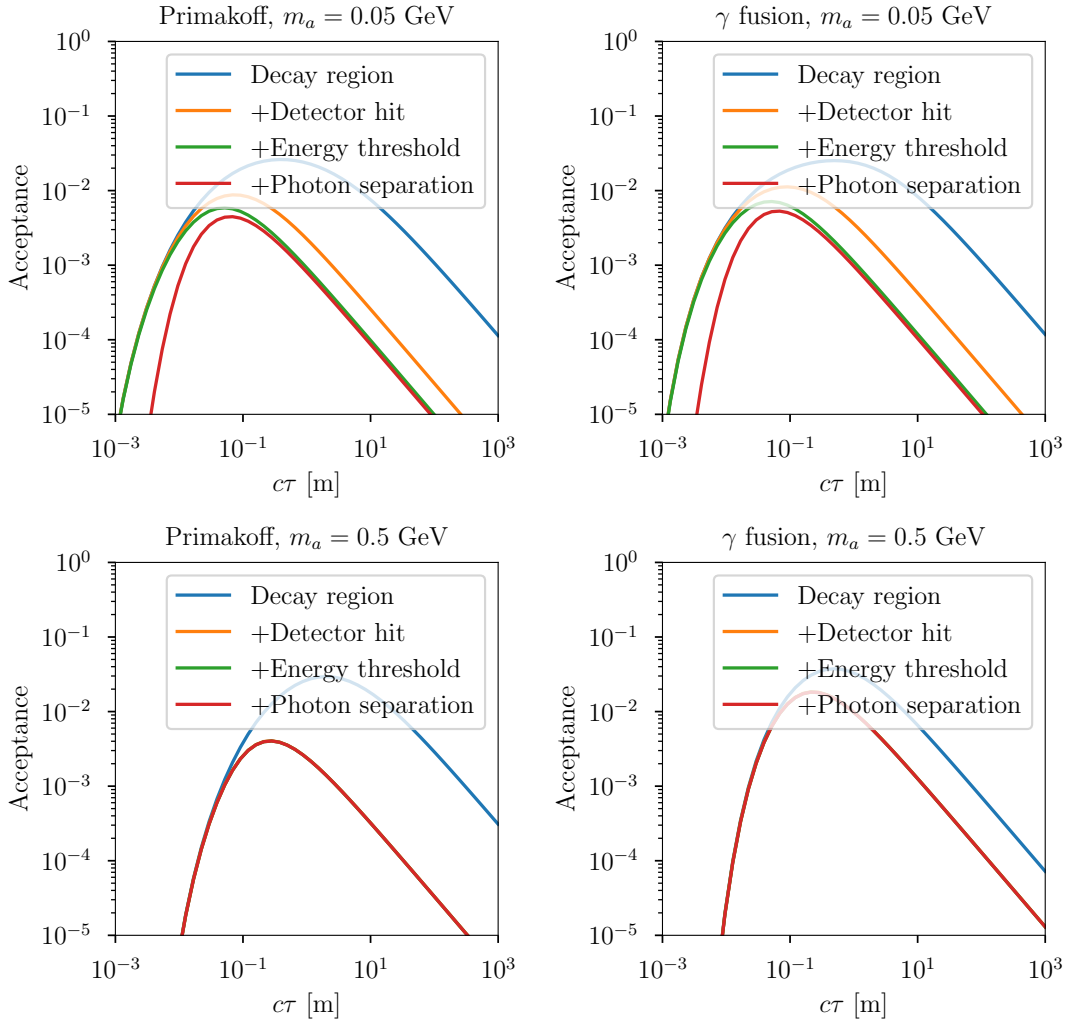 Primakoff, $m_a = 0.05$ GeV
Acceptance
10^0
10^{-1}
10^{-2}
10^{-3}
10^{-4}
10^{-5}
Decay region
+Detector hit
+Energy threshold
+Photon separation
10^{-3}
10^{-1}
10^1
10^3
cτ [m]
γ fusion, $m_a = 0.05$ GeV
Acceptance
10^0
10^{-1}
10^{-2}
10^{-3}
10^{-4}
10^{-5}
Decay region
+Detector hit
+Energy threshold
+Photon separation
10^{-3}
10^{-1}
10^1
10^3
cτ [m]
Primakoff, $m_a = 0.5$ GeV
Acceptance
10^0
10^{-1}
10^{-2}
10^{-3}
10^{-4}
10^{-5}
Decay region
+Detector hit
+Energy threshold
+Photon separation
10^{-3}
10^{-1}
10^1
10^3
cτ [m]
γ fusion, $m_a = 0.5$ GeV
Acceptance
10^0
10^{-1}
10^{-2}
10^{-3}
10^{-4}
10^{-5}
Decay region
+Detector hit
+Energy threshold
+Photon separation
10^{-3}
10^{-1}
10^1
10^3
cτ [m]